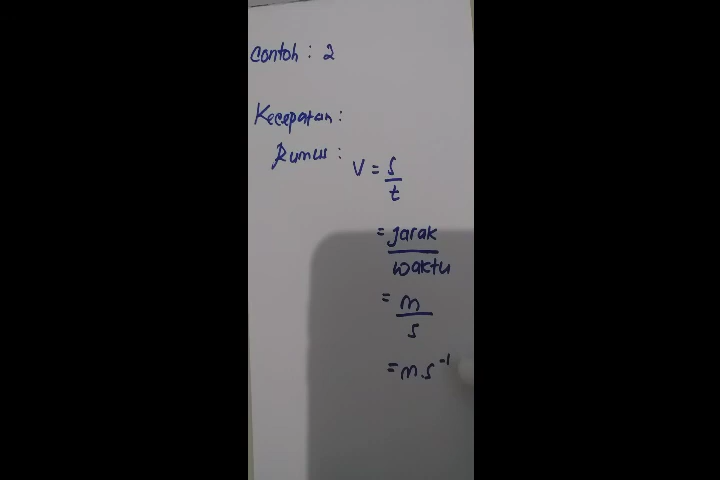 Contoh : 2
Kecepatan :
Rumus :
V = s/t
= jarak/waktu
= m/s
= m.s⁻¹